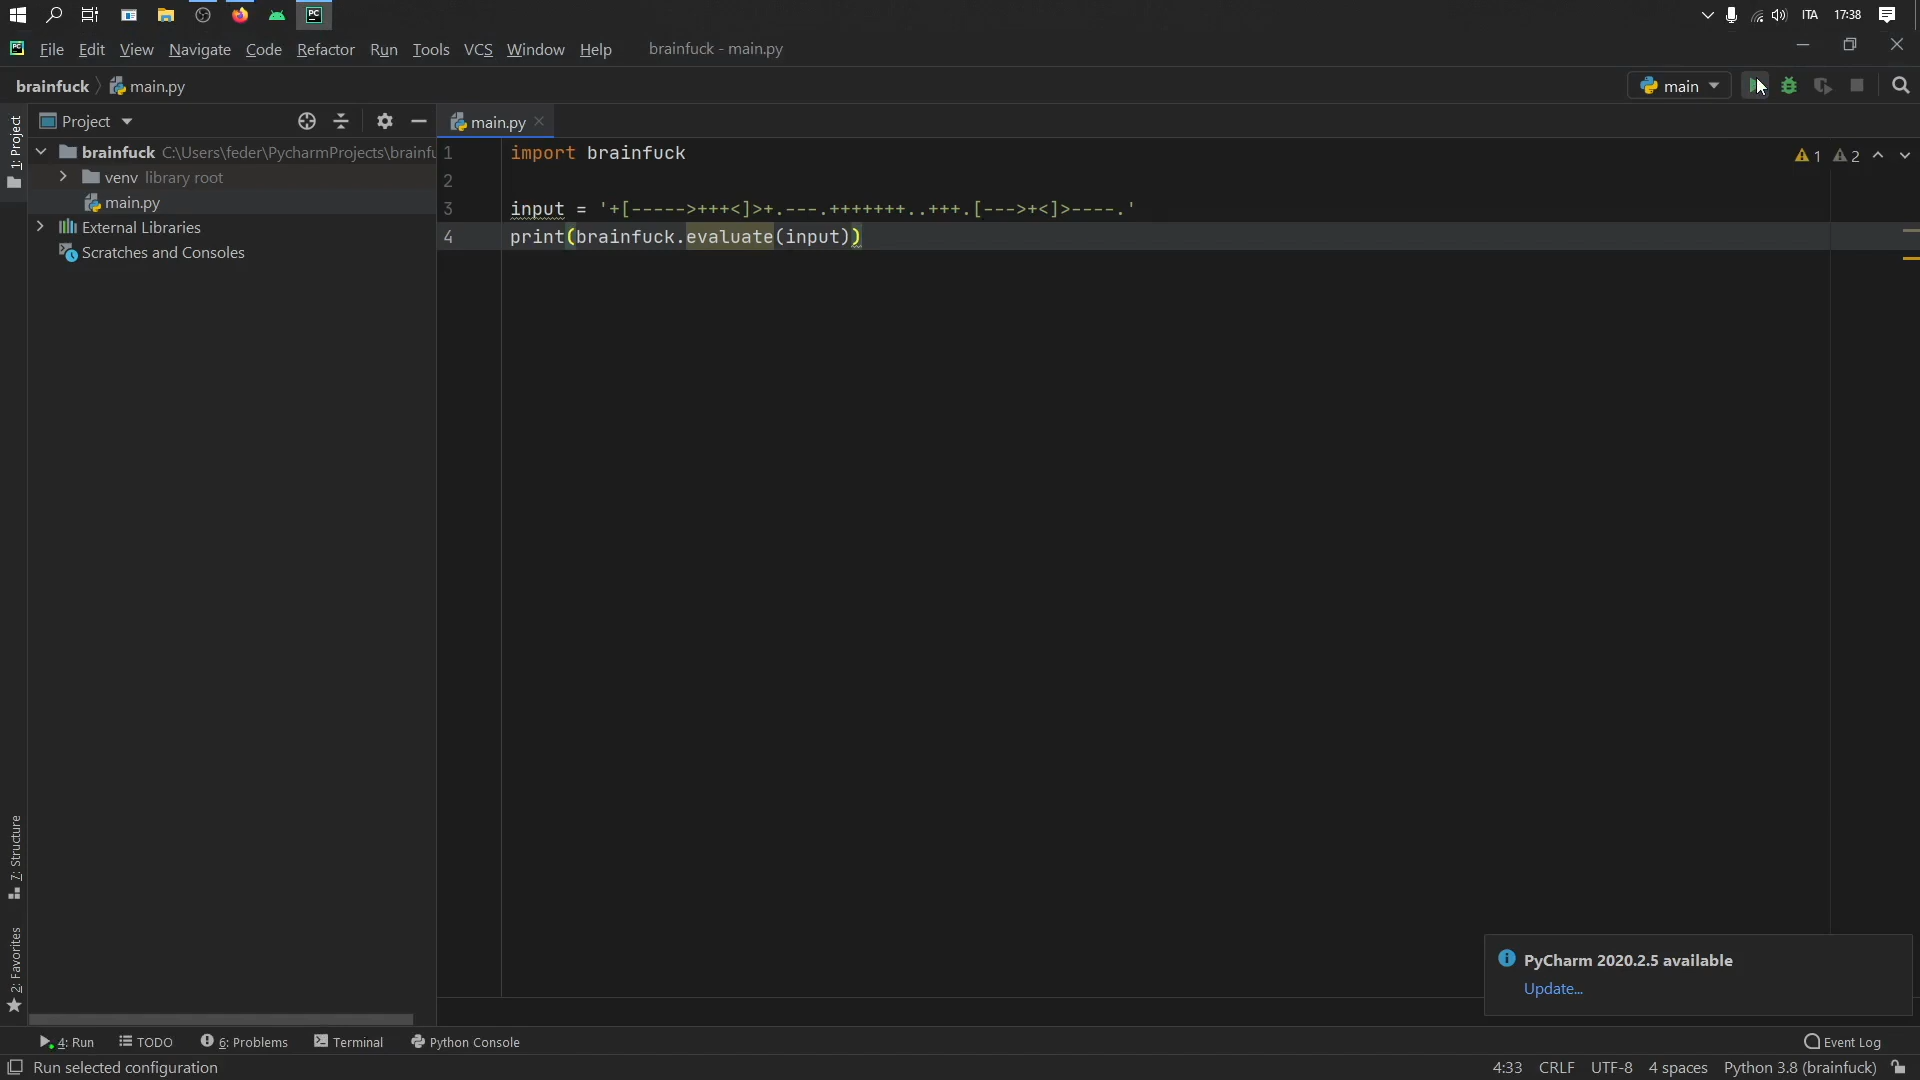 PC
ITA 17:38
File Edit View Navigate Code Refactor Run Tools VCS Window Help brainfuck - main.py
brainfuck main.py main
Project main.py
1: Project
brainfuck C:\Users\feder\PycharmProjects\brainfu
venv library root
main.py
External Libraries
Scratches and Consoles
1 import brainfuck
2
3 input = '+[----->+++<]>+.---.+++++++..+++.[--->+<]>----.'
4 print(brainfuck.evaluate(input))
1 2
7: Structure
2: Favorites
PyCharm 2020.2.5 available
Update...
4: Run TODO 6: Problems Terminal Python Console Event Log
Run selected configuration 4:33 CRLF UTF-8 4 spaces Python 3.8 (brainfuck)